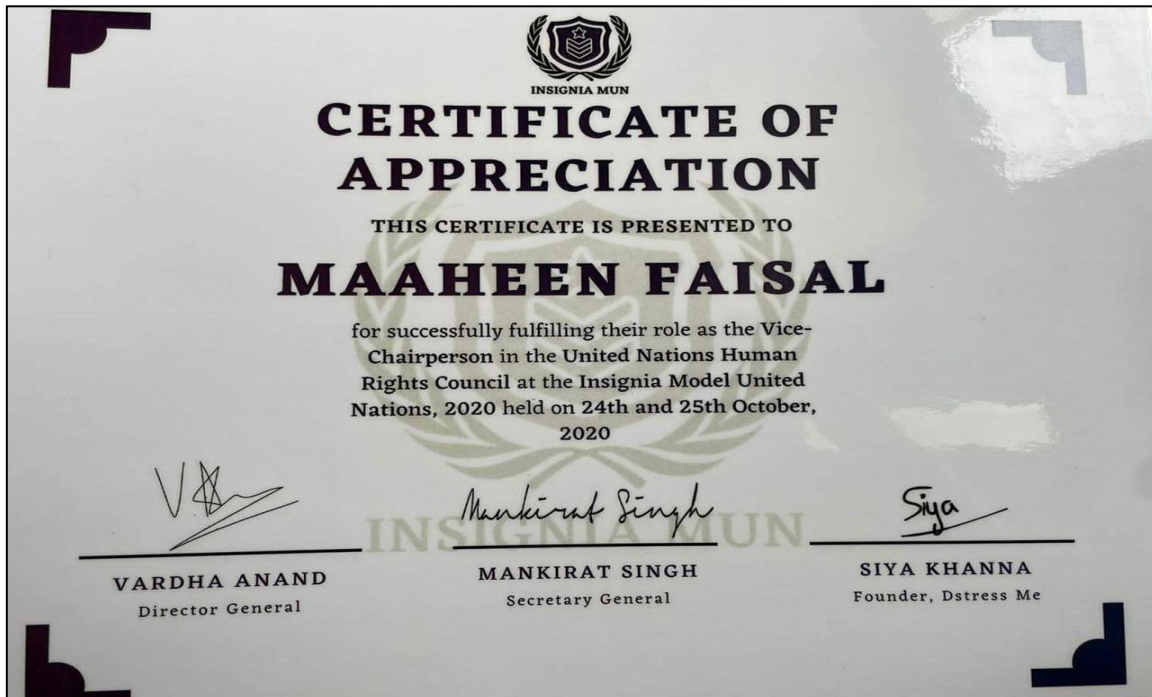 INSIGNIA MUN
CERTIFICATE OF
APPRECIATION
THIS CERTIFICATE IS PRESENTED TO
MAAHEEN FAISAL
for successfully fulfilling their role as the Vice-
Chairperson in the United Nations Human
Rights Council at the Insignia Model United
Nations, 2020 held on 24th and 25th October,
2020
Mankirat Singh
Siya
INSIGNIA MUN
VARDHA ANAND
Director General
MANKIRAT SINGH
Secretary General
SIYA KHANNA
Founder, Dstress Me